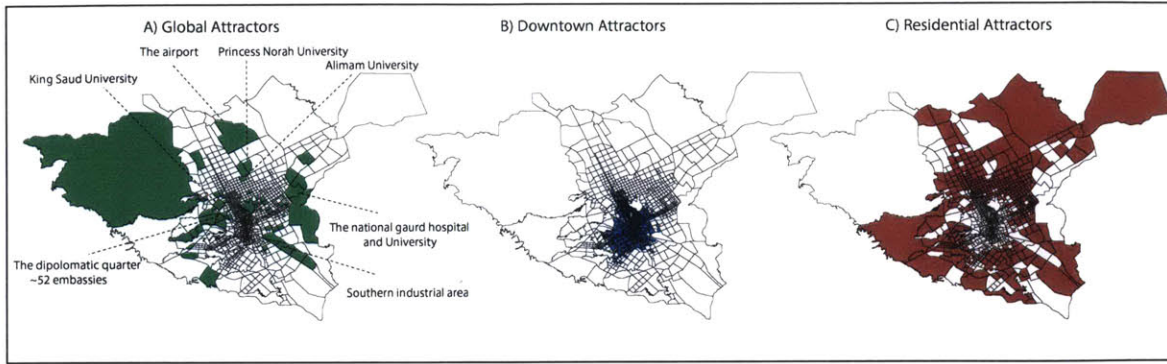 A) Global Attractors
B) Downtown Attractors
C) Residential Attractors
The airport
Princess Norah University
Alimam University
King Saud University
The national gaurd hospital
and University
The dipolomatic quarter
~52 embassies
Southern industrial area